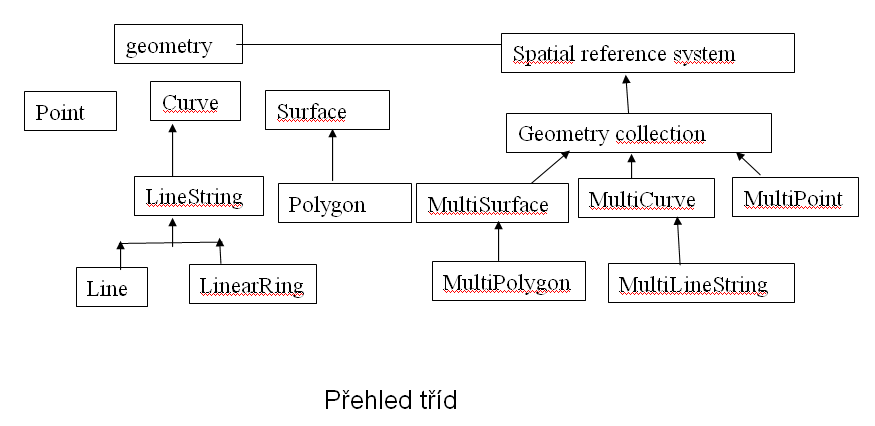 geometry
Spatial reference system
Point
Curve
Surface
Geometry collection
LineString
Polygon
MultiSurface
MultiCurve
MultiPoint
Line
LinearRing
MultiPolygon
MultiLineString
Přehled tříd